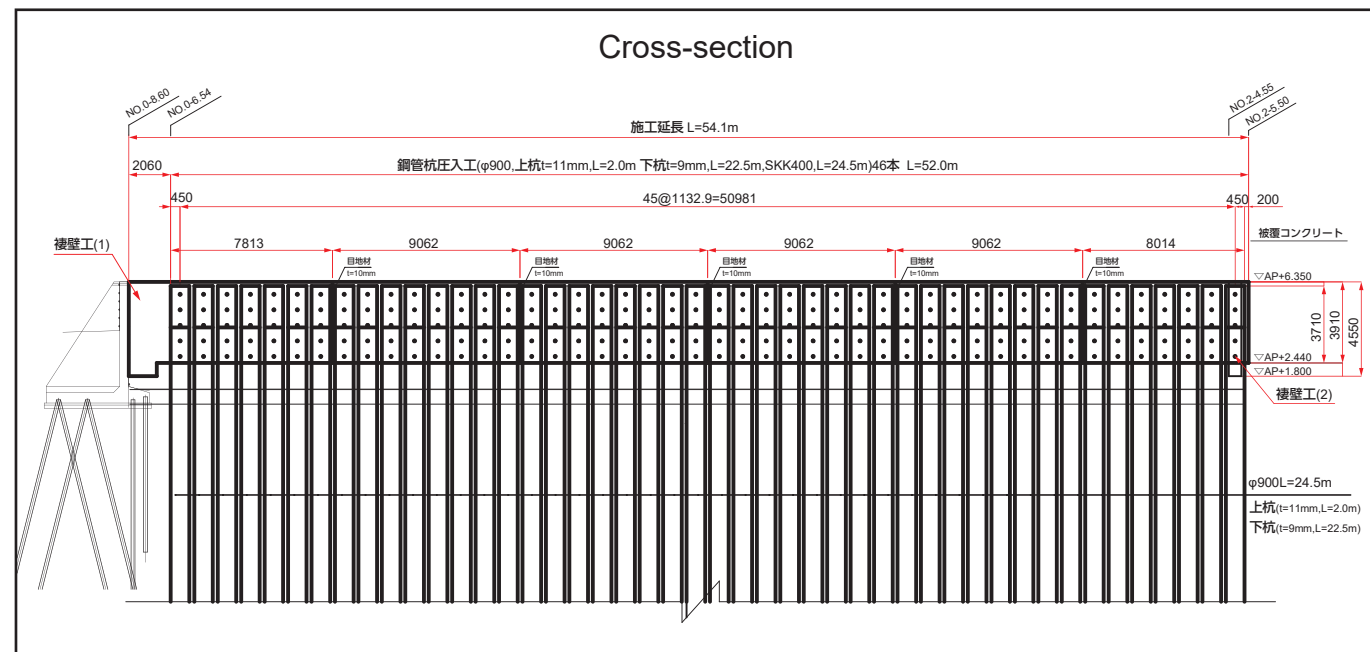 Cross-section
NO.0-8.60
NO.0-6.54
NO.2-4.55
NO.2-5.50
施工延長 L=54.1m
2060
鋼管杭圧入工(φ900,上杭t=11mm,L=2.0m 下杭t=9mm,L=22.5m,SKK400,L=24.5m)46本 L=52.0m
450
45@1132.9=50981
450
200
褄壁工(1)
7813
9062
9062
9062
9062
8014
被覆コンクリート
目地材
t=10mm
目地材
t=10mm
目地材
t=10mm
目地材
t=10mm
目地材
t=10mm
▽AP+6.350
3710
3910
4550
▽AP+2.440
▽AP+1.800
褄壁工(2)
φ900L=24.5m
上杭(t=11mm,L=2.0m)
下杭(t=9mm,L=22.5m)